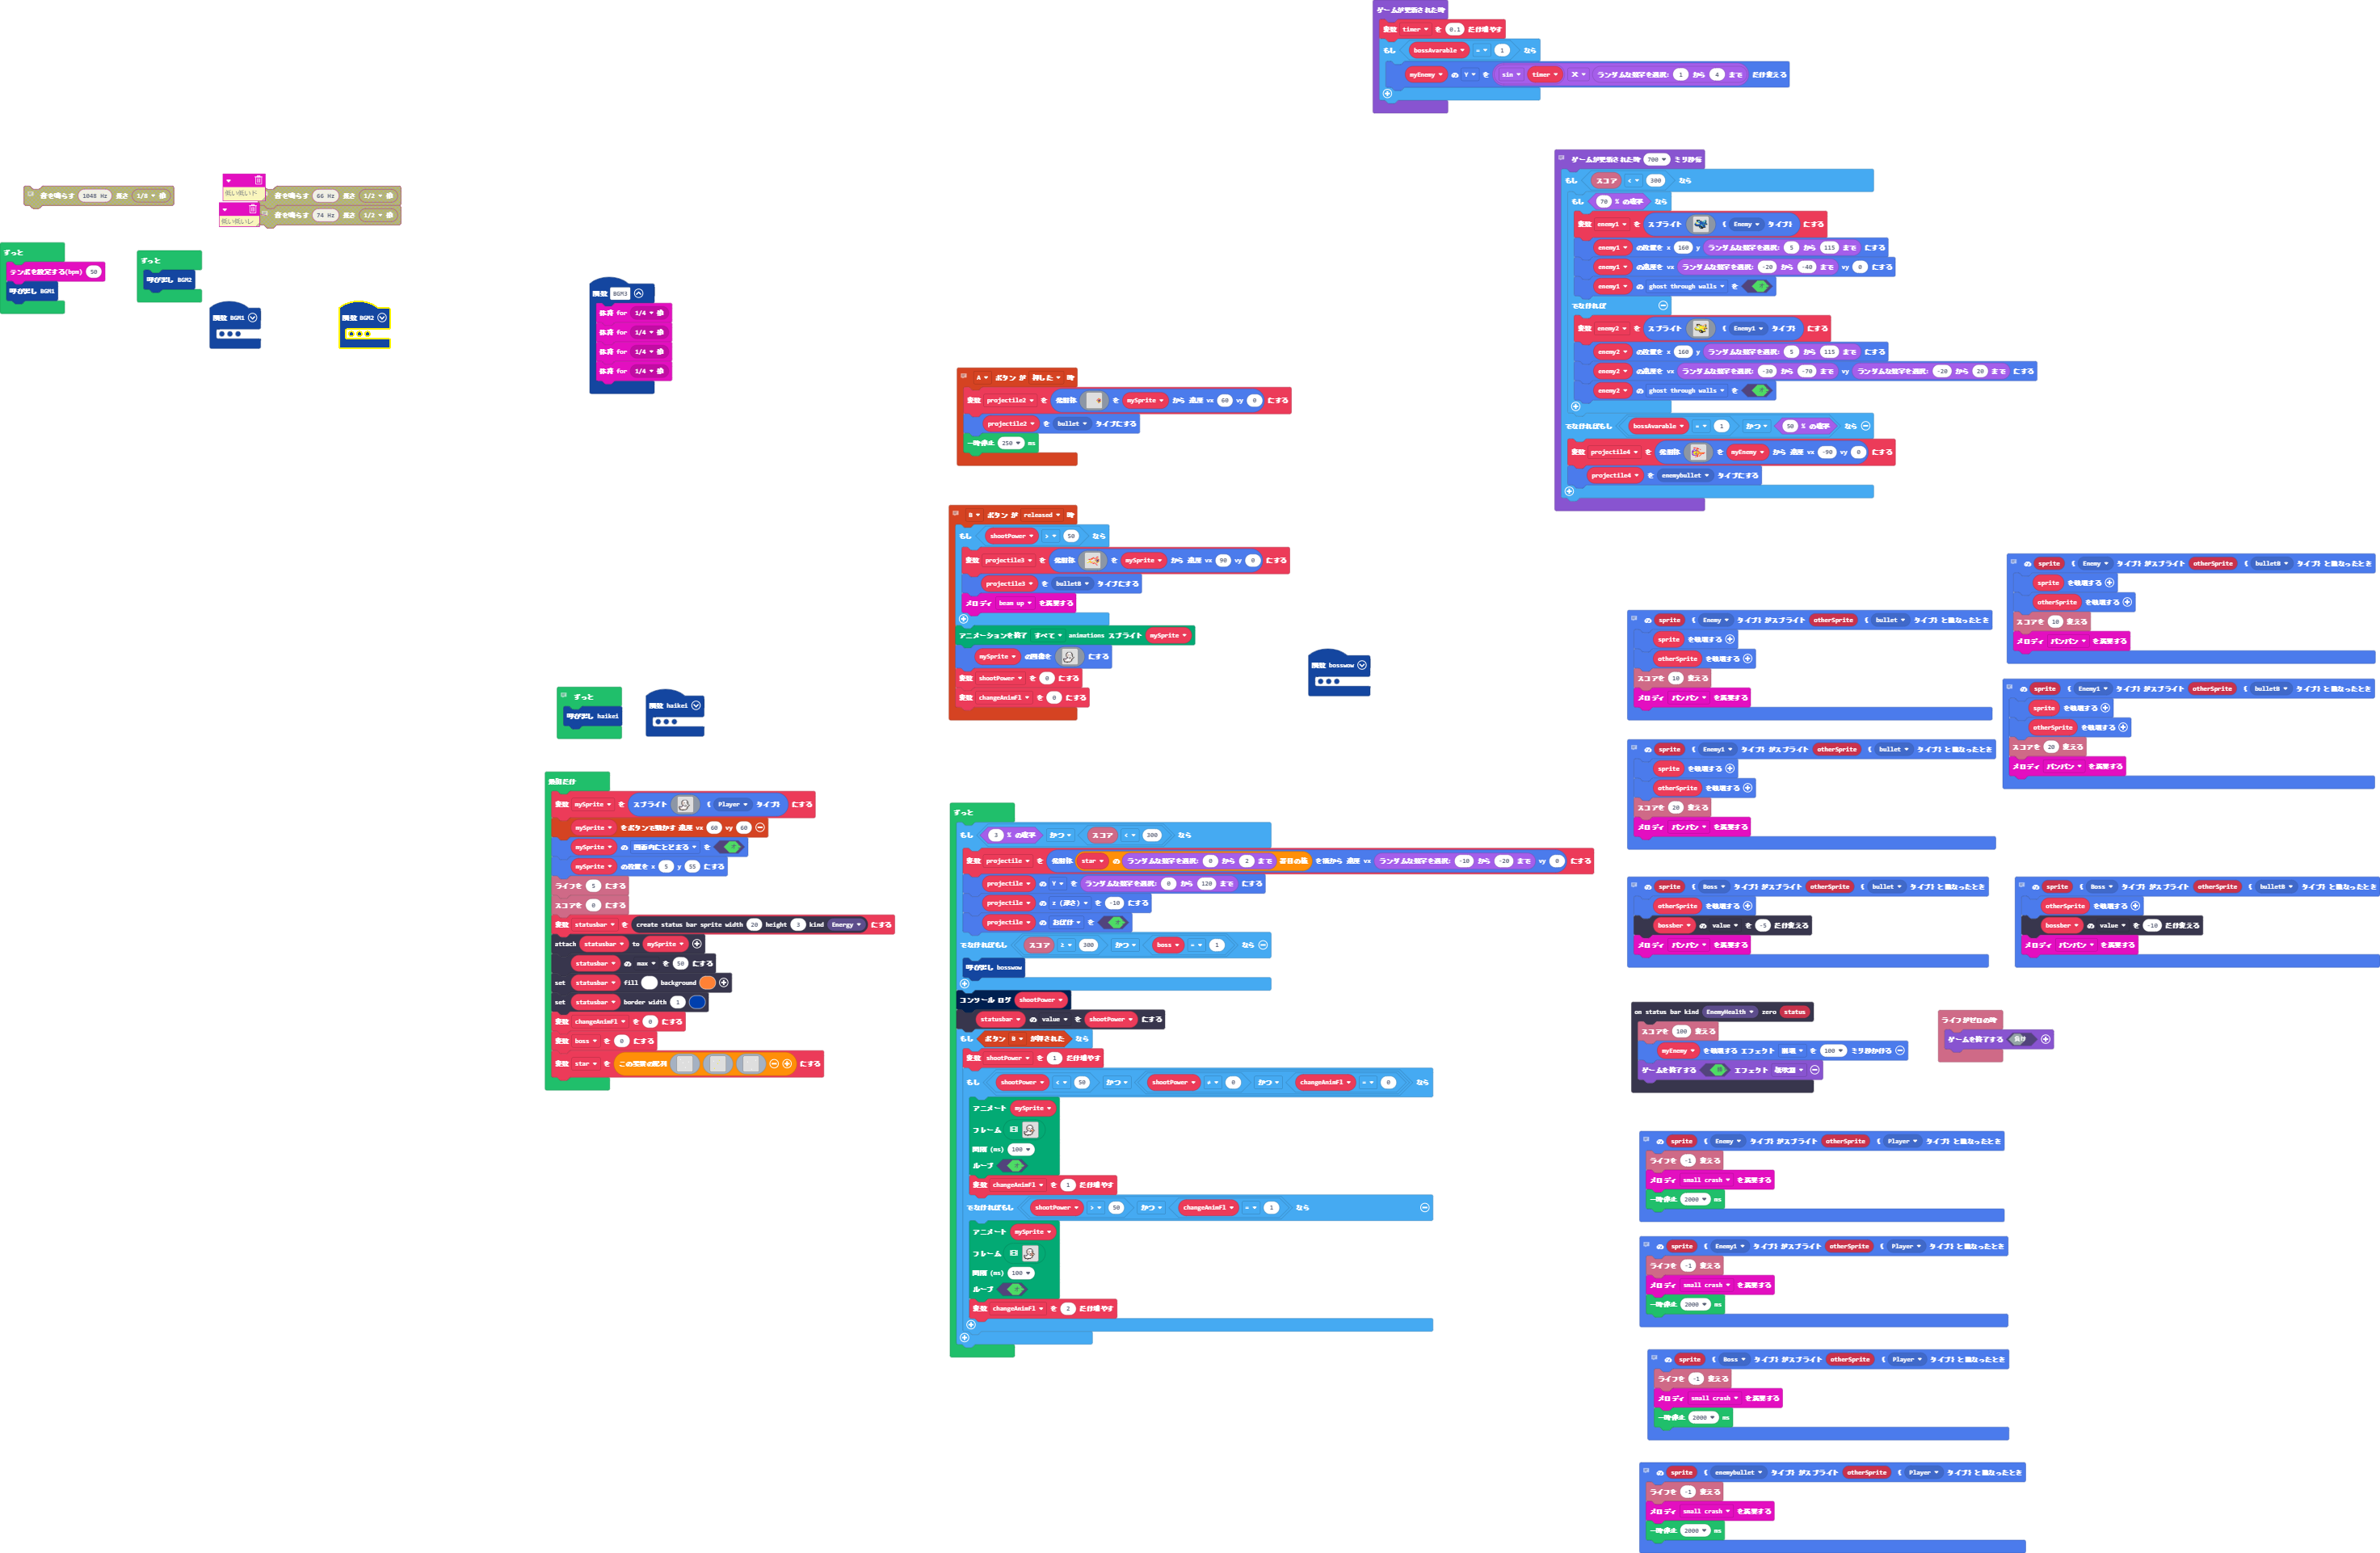 ゲームが更新された時
変数 timer を 0.1 だけ増やす
もし bossAvarable = 1 なら
myEnemy の Y を sin timer × ランダムな数字を選択: 1 から 4 まで だけ変える
音を鳴らす 1048 Hz 長さ 1/8 拍
低い低いド
音を鳴らす 66 Hz 長さ 1/2 拍
低い低いレ
音を鳴らす 74 Hz 長さ 1/2 拍
ずっと
テンポを設定する(bpm) 50
呼び出し BGM1
ずっと
呼び出し BGM2
関数 BGM1
関数 BGM2
関数 BGM3
休符 for 1/4 拍
休符 for 1/4 拍
休符 for 1/4 拍
休符 for 1/4 拍
ゲームが更新された時 700 ミリ秒毎
もし スコア < 300 なら
もし 70 % の確率 なら
変数 enemy1 を スプライト ( Enemy タイプ) にする
enemy1 の位置を x 160 y ランダムな数字を選択: 5 から 115 まで にする
enemy1 の速度を vx ランダムな数字を選択: -20 から -40 まで vy 0 にする
enemy1 の ghost through walls を オ
でなければ
変数 enemy2 を スプライト ( Enemy1 タイプ) にする
enemy2 の位置を x 160 y ランダムな数字を選択: 5 から 115 まで にする
enemy2 の速度を vx ランダムな数字を選択: -30 から -70 まで vy ランダムな数字を選択: -20 から 20 まで にする
enemy2 の ghost through walls を オ
でなければもし bossAvarable = 1 かつ 50 % の確率 なら
変数 projectile4 を 発射体 を myEnemy から 速度 vx -90 vy 0 にする
projectile4 を enemybullet タイプにする
A ボタン が 押した 時
変数 projectile2 を 発射体 を mySprite から 速度 vx 60 vy 0 にする
projectile2 を bullet タイプにする
一時停止 250 ms
B ボタン が released 時
もし shootPower > 50 なら
変数 projectile3 を 発射体 を mySprite から 速度 vx 90 vy 0 にする
projectile3 を bulletB タイプにする
メロディ beam up を演奏する
アニメーションを終了 すべて animations スプライト mySprite
mySprite の画像を にする
変数 shootPower を 0 にする
変数 changeAnimFl を 0 にする
関数 bosswow
ずっと
呼び出し haikei
関数 haikei
最初だけ
変数 mySprite を スプライト ( Player タイプ) にする
mySprite をボタンで動かす 速度 vx 60 vy 60
mySprite の 画面内にとどまる を オ
mySprite の位置を x 5 y 55 にする
ライフを 5 にする
スコアを 0 にする
変数 statusbar を create status bar sprite width 20 height 3 kind Energy にする
attach statusbar to mySprite
statusbar の max を 50 にする
set statusbar fill background
set statusbar border width 1
変数 changeAnimFl を 0 にする
変数 boss を 0 にする
変数 star を この要素の配列 にする
ずっと
もし 3 % の確率 かつ スコア < 300 なら
変数 projectile を 発射体 star の ランダムな数字を選択: 0 から 2 まで 番目の値 を横から 速度 vx ランダムな数字を選択: -10 から -20 まで vy 0 にする
projectile の Y を ランダムな数字を選択: 0 から 120 まで にする
projectile の z (深さ) を -10 にする
projectile の おばけ を オ
でなければもし スコア ≥ 300 かつ boss = 1 なら
呼び出し bosswow
コンソール ログ shootPower
statusbar の value を shootPower にする
もし ボタン B が押された なら
変数 shootPower を 1 だけ増やす
もし shootPower < 50 かつ shootPower ≠ 0 かつ changeAnimFl = 0 なら
アニメート mySprite
フレーム
間隔 (ms) 100
ループ オ
変数 changeAnimFl を 1 だけ増やす
でなければもし shootPower > 50 かつ changeAnimFl = 1 なら
アニメート mySprite
フレーム
間隔 (ms) 100
ループ オ
変数 changeAnimFl を 2 だけ増やす
の sprite ( Enemy タイプ) がスプライト otherSprite ( bulletB タイプ) と重なったとき
sprite を破壊する
otherSprite を破壊する
スコアを 10 変える
メロディ バンバン を演奏する
の sprite ( Enemy タイプ) がスプライト otherSprite ( bullet タイプ) と重なったとき
sprite を破壊する
otherSprite を破壊する
スコアを 10 変える
メロディ バンバン を演奏する
の sprite ( Enemy1 タイプ) がスプライト otherSprite ( bulletB タイプ) と重なったとき
sprite を破壊する
otherSprite を破壊する
スコアを 20 変える
メロディ バンバン を演奏する
の sprite ( Enemy1 タイプ) がスプライト otherSprite ( bullet タイプ) と重なったとき
sprite を破壊する
otherSprite を破壊する
スコアを 20 変える
メロディ バンバン を演奏する
の sprite ( Boss タイプ) がスプライト otherSprite ( bullet タイプ) と重なったとき
otherSprite を破壊する
bossber の value を -5 だけ変える
メロディ バンバン を演奏する
の sprite ( Boss タイプ) がスプライト otherSprite ( bulletB タイプ) と重なったとき
otherSprite を破壊する
bossber の value を -10 だけ変える
メロディ バンバン を演奏する
on status bar kind EnemyHealth zero status
スコアを 100 変える
myEnemy を破壊する エフェクト 崩壊 を 100 ミリ秒かける
ゲームを終了する 勝 エフェクト 紙吹雪
ライフがゼロの時
ゲームを終了する 負け
の sprite ( Enemy タイプ) がスプライト otherSprite ( Player タイプ) と重なったとき
ライフを -1 変える
メロディ small crash を演奏する
一時停止 2000 ms
の sprite ( Enemy1 タイプ) がスプライト otherSprite ( Player タイプ) と重なったとき
ライフを -1 変える
メロディ small crash を演奏する
一時停止 2000 ms
の sprite ( Boss タイプ) がスプライト otherSprite ( Player タイプ) と重なったとき
ライフを -1 変える
メロディ small crash を演奏する
一時停止 2000 ms
の sprite ( enemybullet タイプ) がスプライト otherSprite ( Player タイプ) と重なったとき
ライフを -1 変える
メロディ small crash を演奏する
一時停止 2000 ms